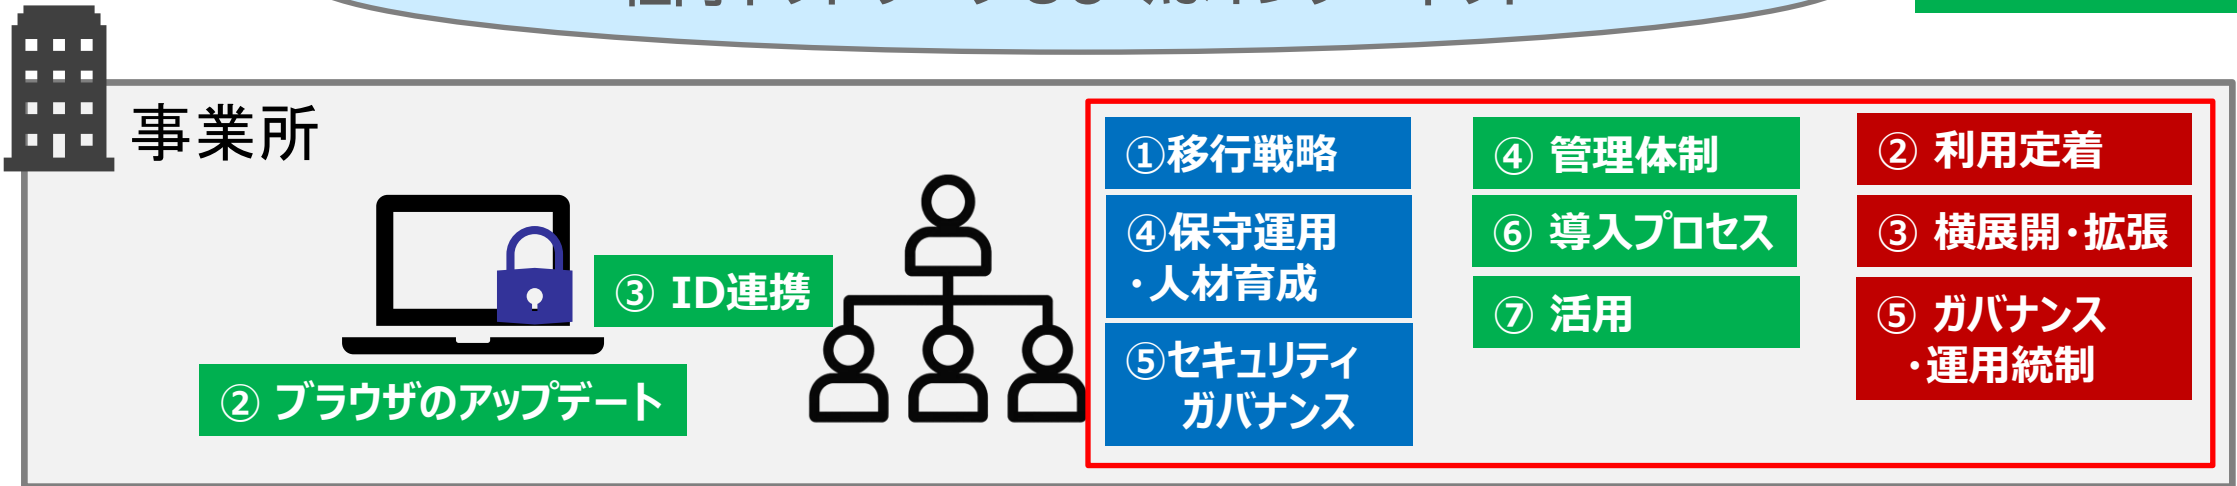 事業所
② ブラウザのアップデート
③ ID連携
①移行戦略
④保守運用
・人材育成
⑤セキュリティ
ガバナンス
④ 管理体制
⑥ 導入プロセス
⑦ 活用
② 利用定着
③ 横展開・拡張
⑤ ガバナンス
・運用統制